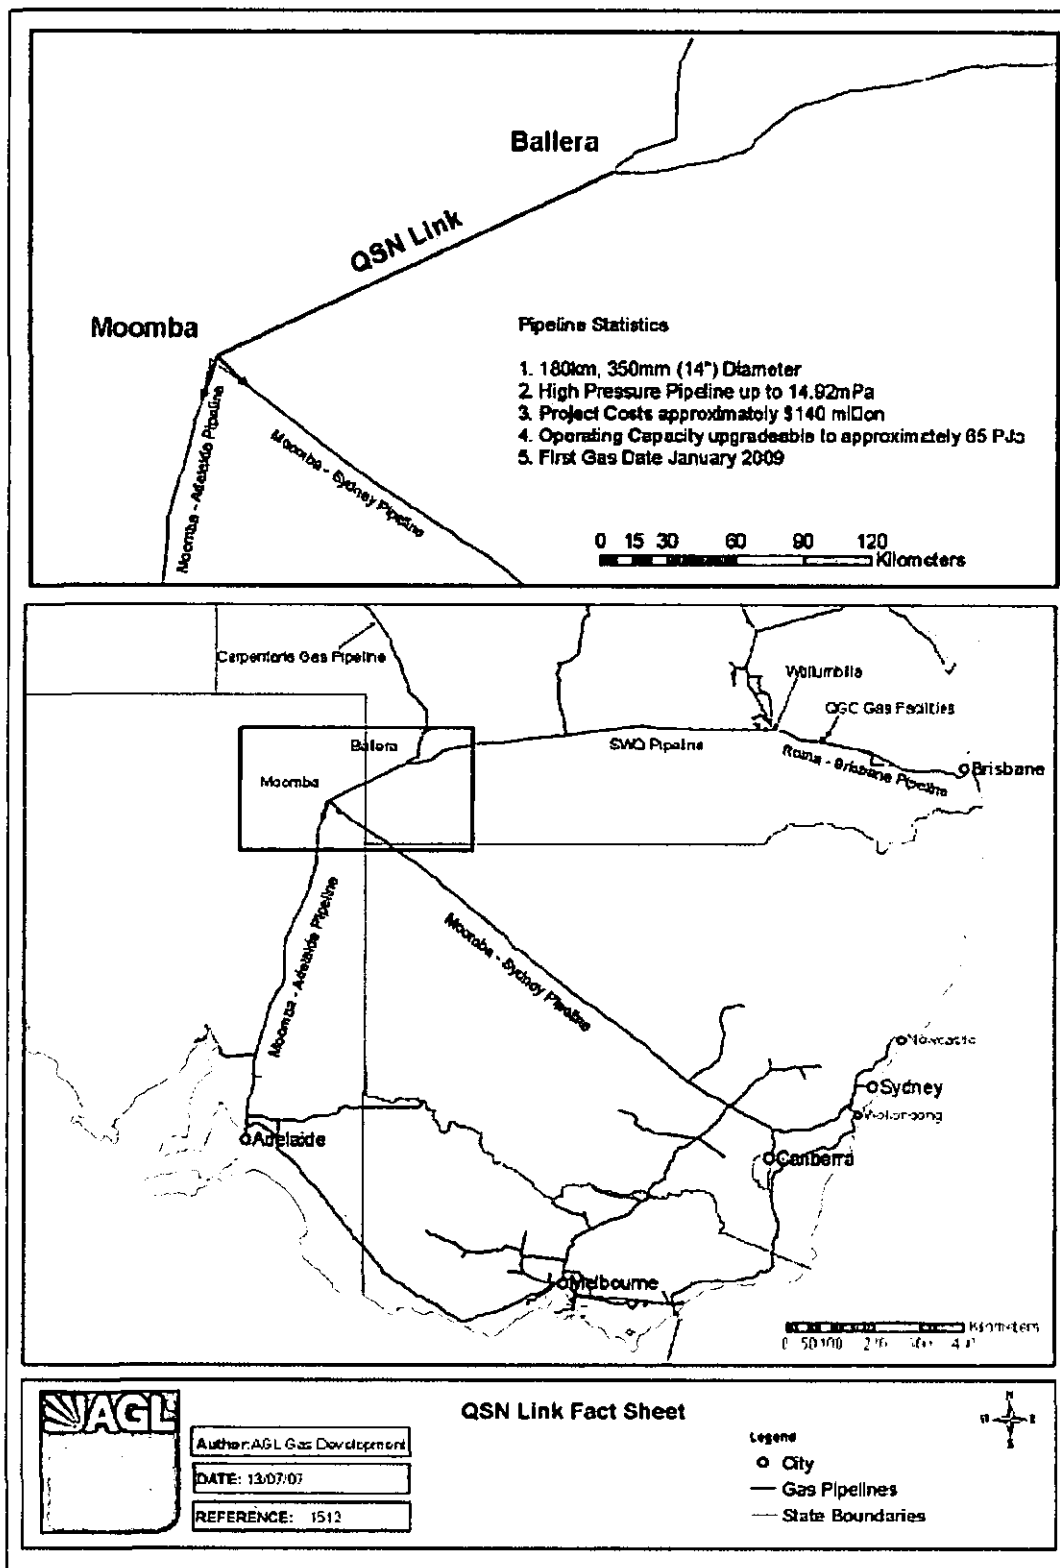 Ballera
QSN Link
Moomba
Pipeline Statistics
1. 180km, 350mm (14") Diameter
2. High Pressure Pipeline up to 14.92mPa
3. Project Costs approximately $140 million
4. Operating Capacity upgradeable to approximately 65 PJa
5. First Gas Date January 2009
Moomba - Adelaide Pipeline
Moomba - Sydney Pipeline
0 15 30 60 90 120
Kilometers
Carpentaria Gas Pipeline
Wallumbilla
QGC Gas Facilities
Ballera
SWQ Pipeline
Roma - Brisbane Pipeline
Brisbane
Moomba
Moomba - Adelaide Pipeline
Moomba - Sydney Pipeline
Newcastle
Sydney
Wollongong
Adelaide
Canberra
Melbourne
Kilometers
0 50 100
AGL
QSN Link Fact Sheet
Author: AGL Gas Development
DATE: 13/07/07
REFERENCE: 1512
Legend
City
Gas Pipelines
State Boundaries
N
S